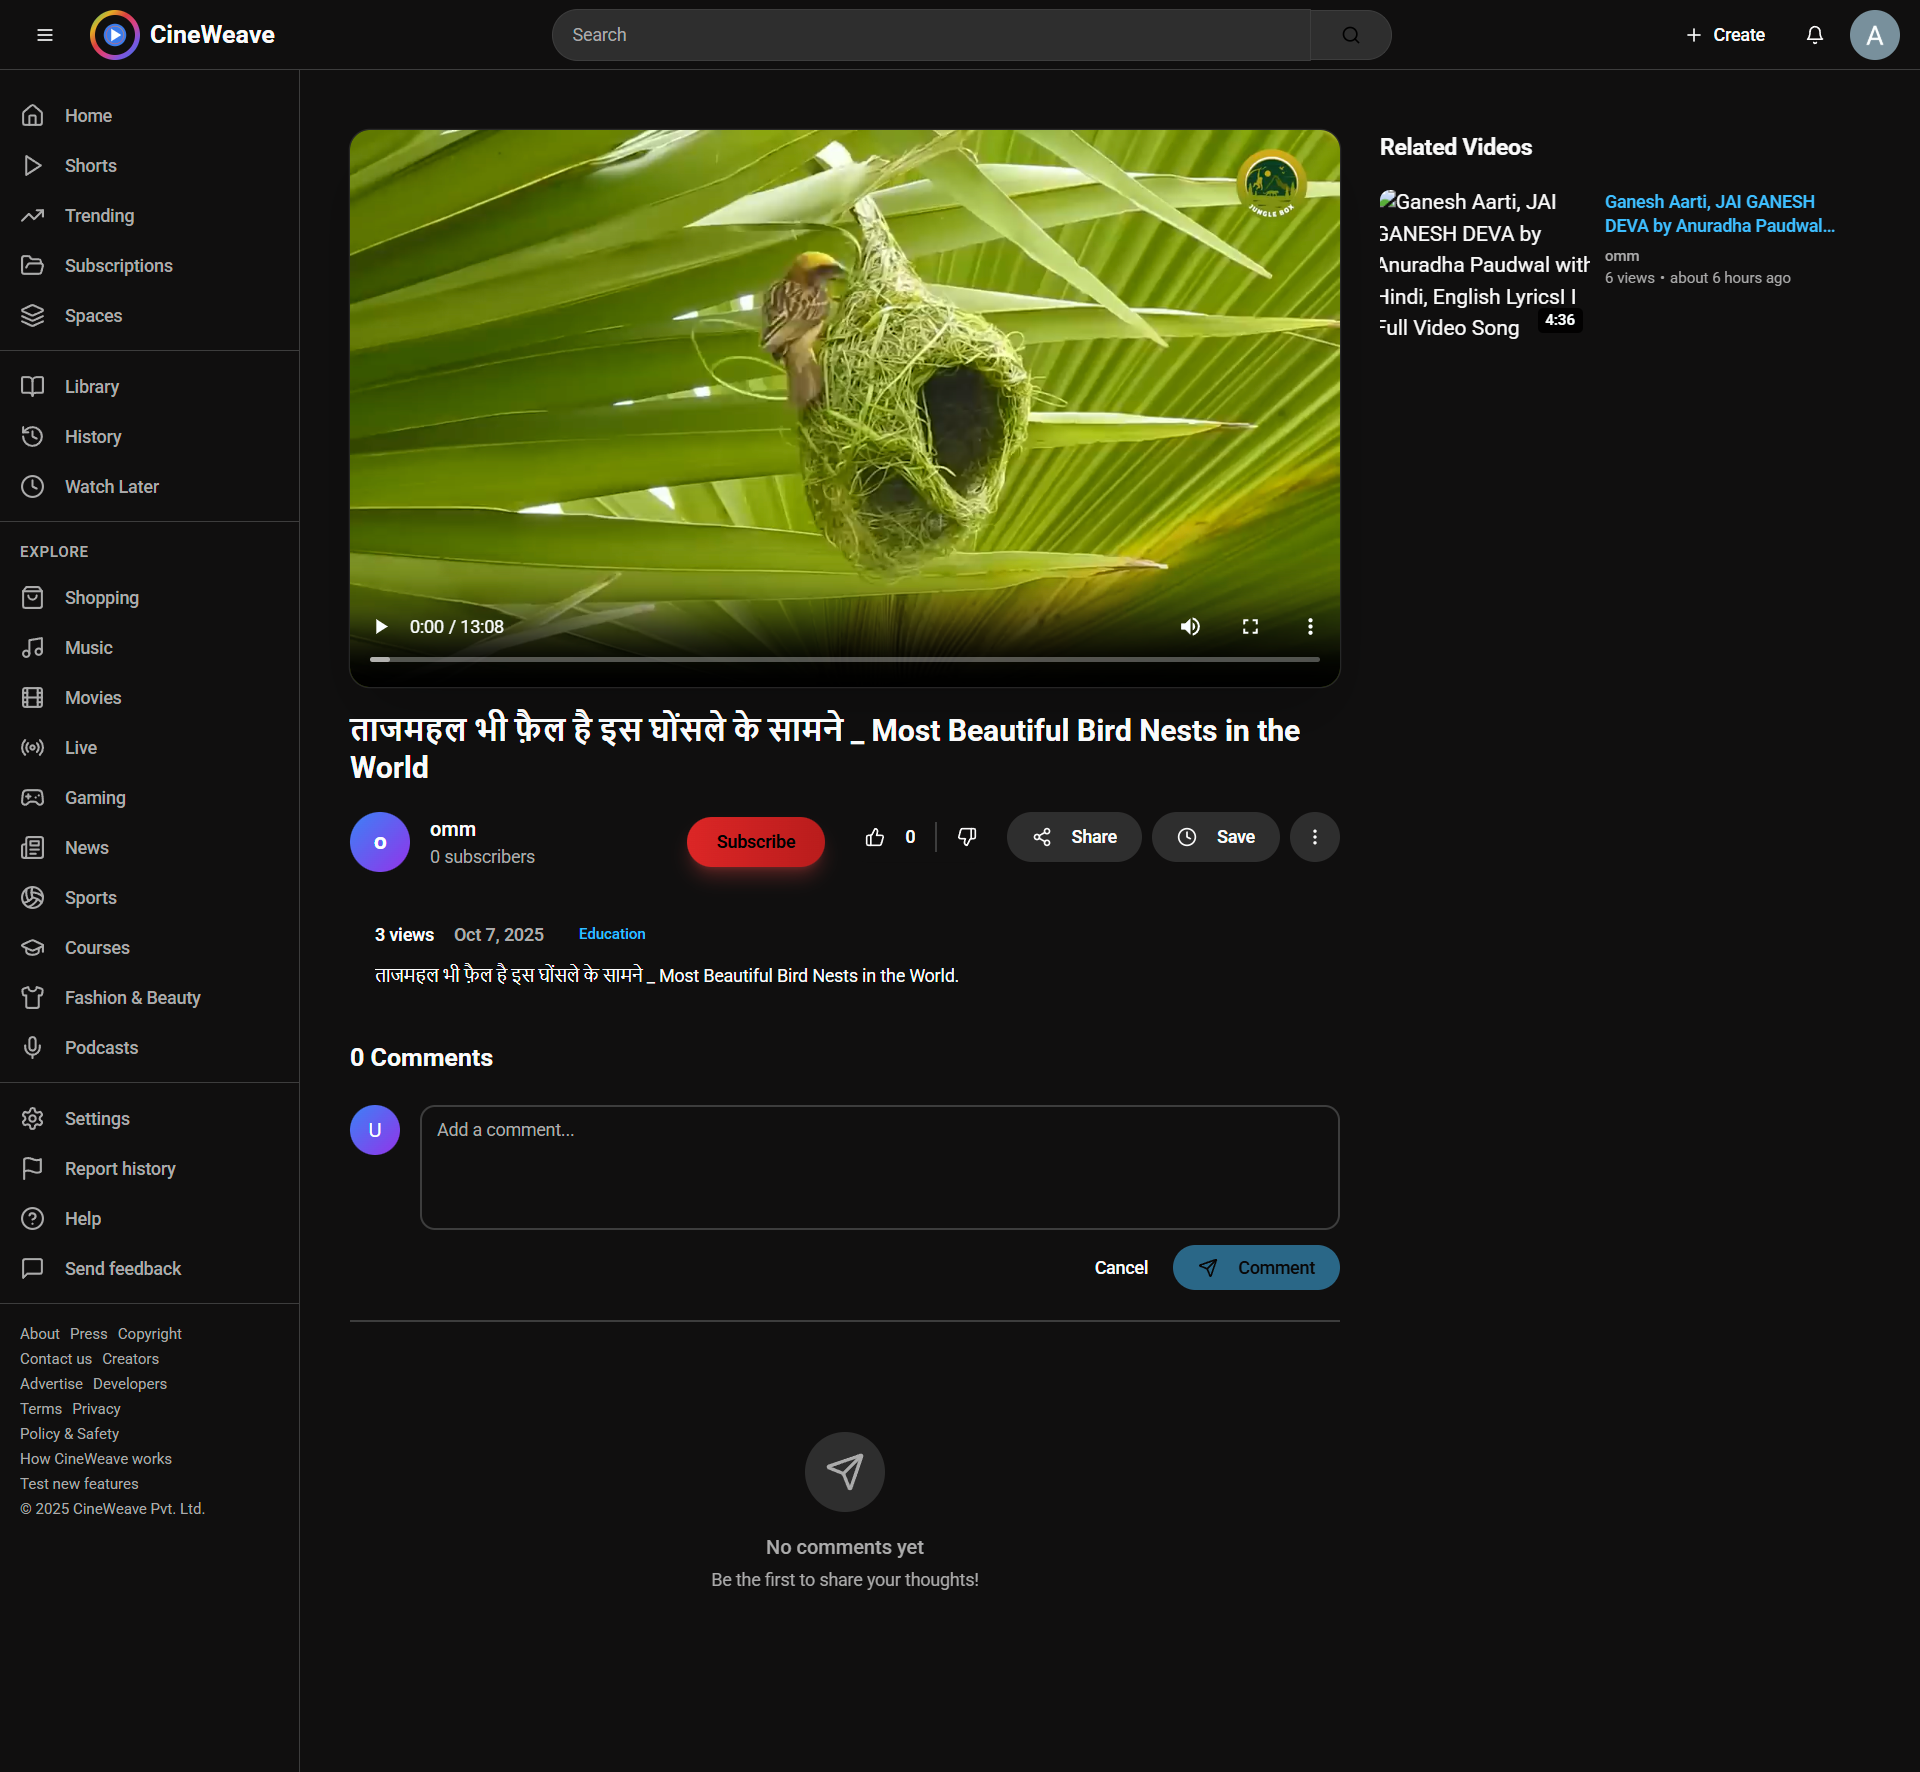 CineWeave
Search
Create
A
Home
Shorts
Trending
Subscriptions
Spaces
Library
History
Watch Later
EXPLORE
Shopping
Music
Movies
Live
Gaming
News
Sports
Courses
Fashion & Beauty
Podcasts
Settings
Report history
Help
Send feedback
About Press Copyright
Contact us Creators
Advertise Developers
Terms Privacy
Policy & Safety
How CineWeave works
Test new features
© 2025 CineWeave Pvt. Ltd.
JUNGLE BOX
0:00 / 13:08
ताजमहल भी फ़ैल है इस घोंसले के सामने _ Most Beautiful Bird Nests in the
World
o
omm
0 subscribers
Subscribe
0
Share
Save
3 views Oct 7, 2025 Education
ताजमहल भी फ़ैल है इस घोंसले के सामने _ Most Beautiful Bird Nests in the World.
0 Comments
U
Add a comment...
Cancel
Comment
No comments yet
Be the first to share your thoughts!
Related Videos
Ganesh Aarti, JAI
GANESH DEVA by
Anuradha Paudwal with
Hindi, English Lyricsl I
Full Video Song
4:36
Ganesh Aarti, JAI GANESH
DEVA by Anuradha Paudwal...
omm
6 views • about 6 hours ago